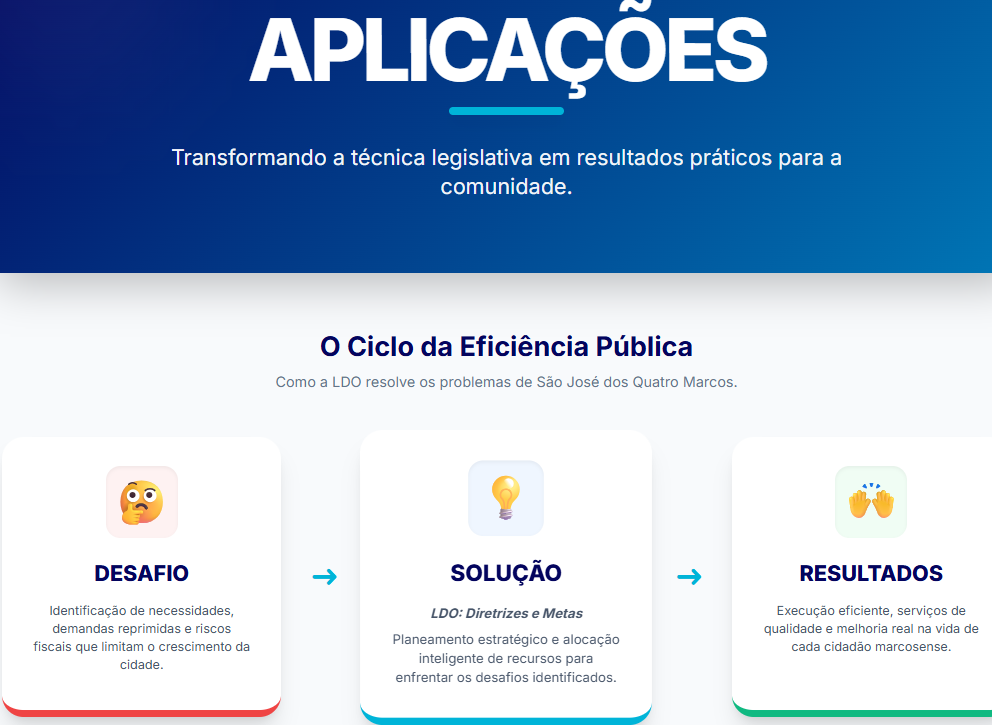 APLICAÇÕES
Transformando a técnica legislativa em resultados práticos para a
comunidade.
O Ciclo da Eficiência Pública
Como a LDO resolve os problemas de São José dos Quatro Marcos.
DESAFIO
Identificação de necessidades,
demandas reprimidas e riscos
fiscais que limitam o crescimento da
cidade.
SOLUÇÃO
LDO: Diretrizes e Metas
Planeamento estratégico e alocação
inteligente de recursos para
enfrentar os desafios identificados.
RESULTADOS
Execução eficiente, serviços de
qualidade e melhoria real na vida de
cada cidadão marcosense.